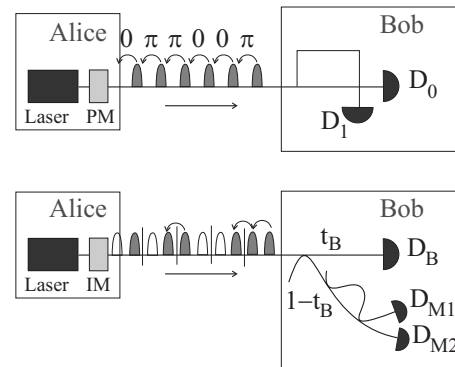 Alice
Bob
0 π π 0 0 π
Laser
PM
D0
D1
Alice
Bob
Laser
IM
tB
1-tB
DB
DM1
DM2